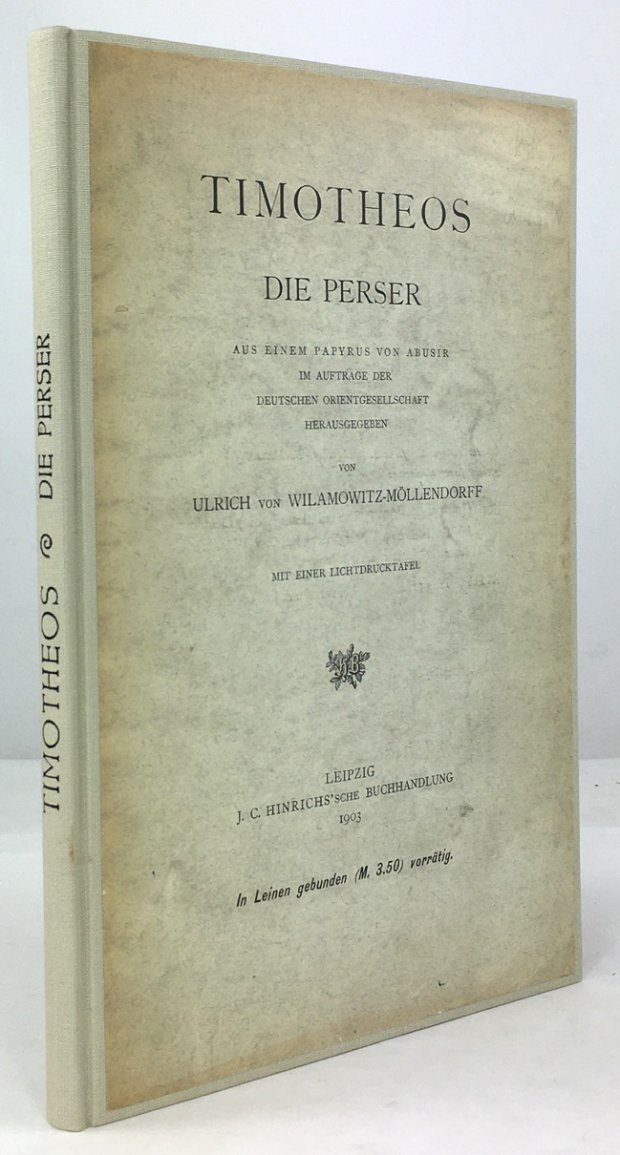 TIMOTHEOS DIE PERSER
TIMOTHEOS
DIE PERSER
AUS EINEM PAPYRUS VON ABUSIR
IM AUFTRAGE DER
DEUTSCHEN ORIENTGESELLSCHAFT
HERAUSGEGEBEN
VON
ULRICH VON WILAMOWITZ-MÖLLENDORFF
MIT EINER LICHTDRUCKTAFEL
LEIPZIG
J. C. HINRICHS'SCHE BUCHHANDLUNG
1903
In Leinen gebunden (M. 3.50) vorrätig.